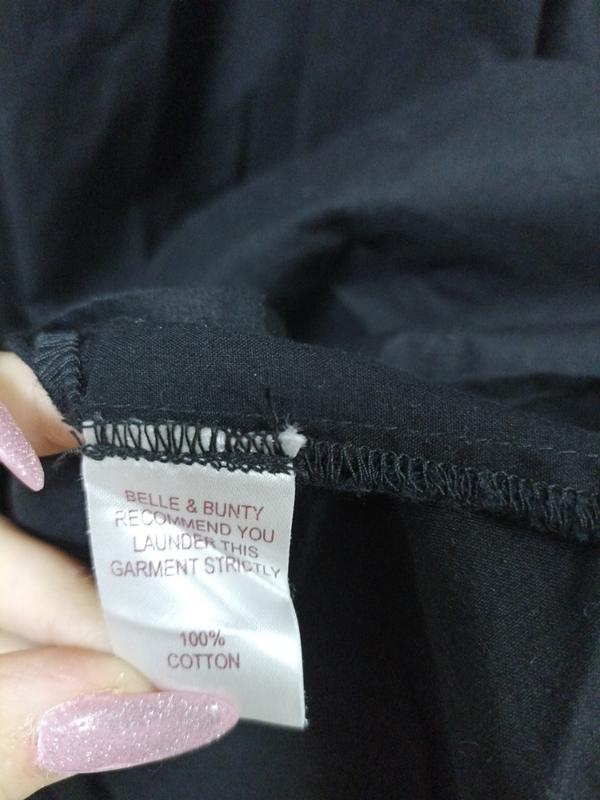 BELLE & BUNTY
RECOMMEND YOU
LAUNDER THIS
GARMENT STRICTLY
100%
COTTON